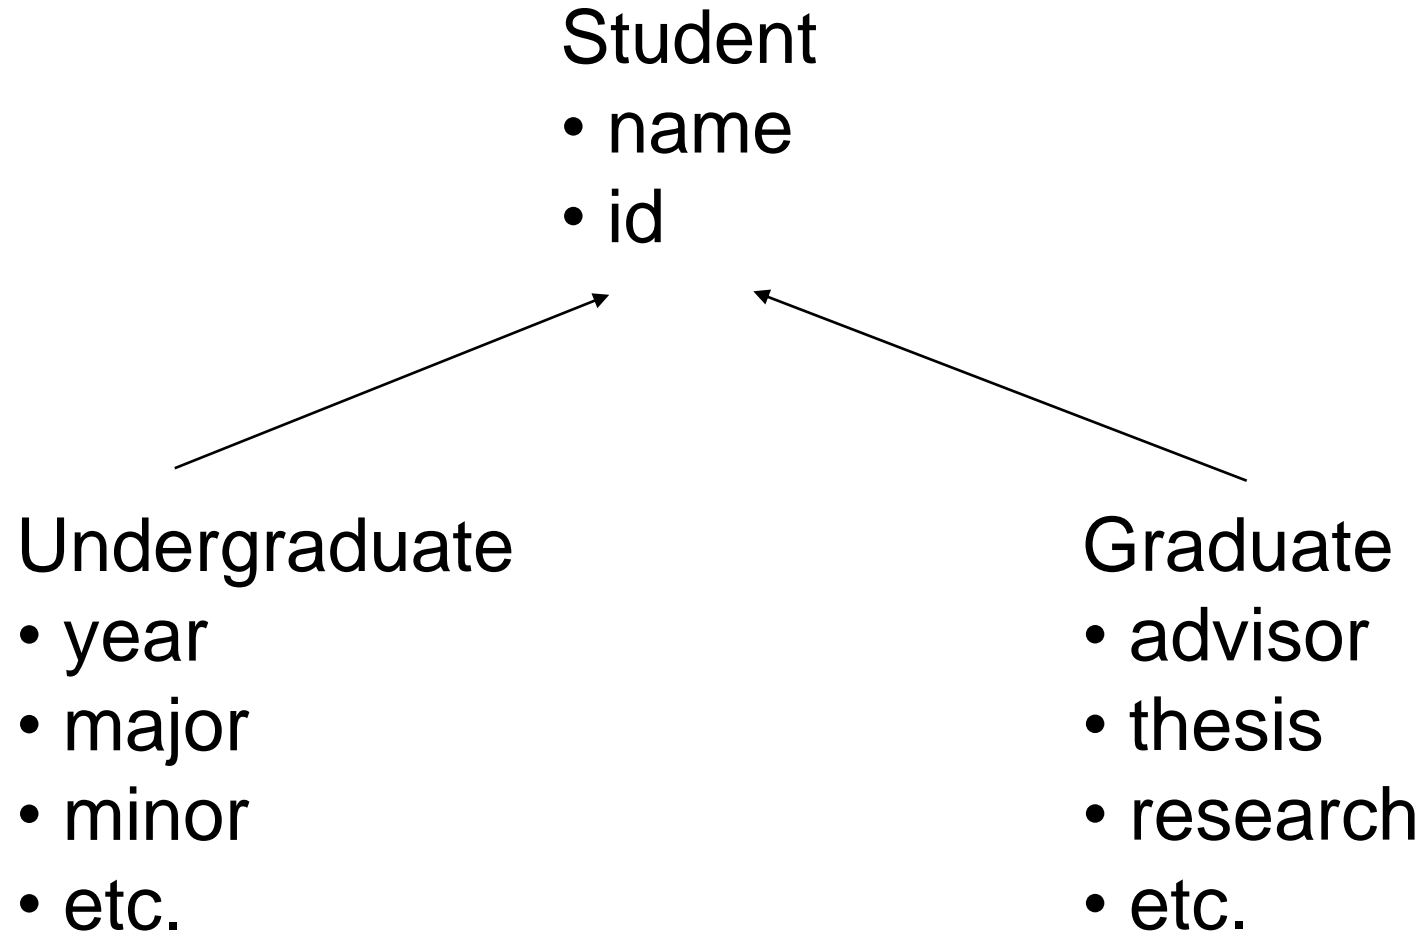 Student
• name
• id
Undergraduate
• year
• major
• minor
• etc.
Graduate
• advisor
• thesis
• research
• etc.